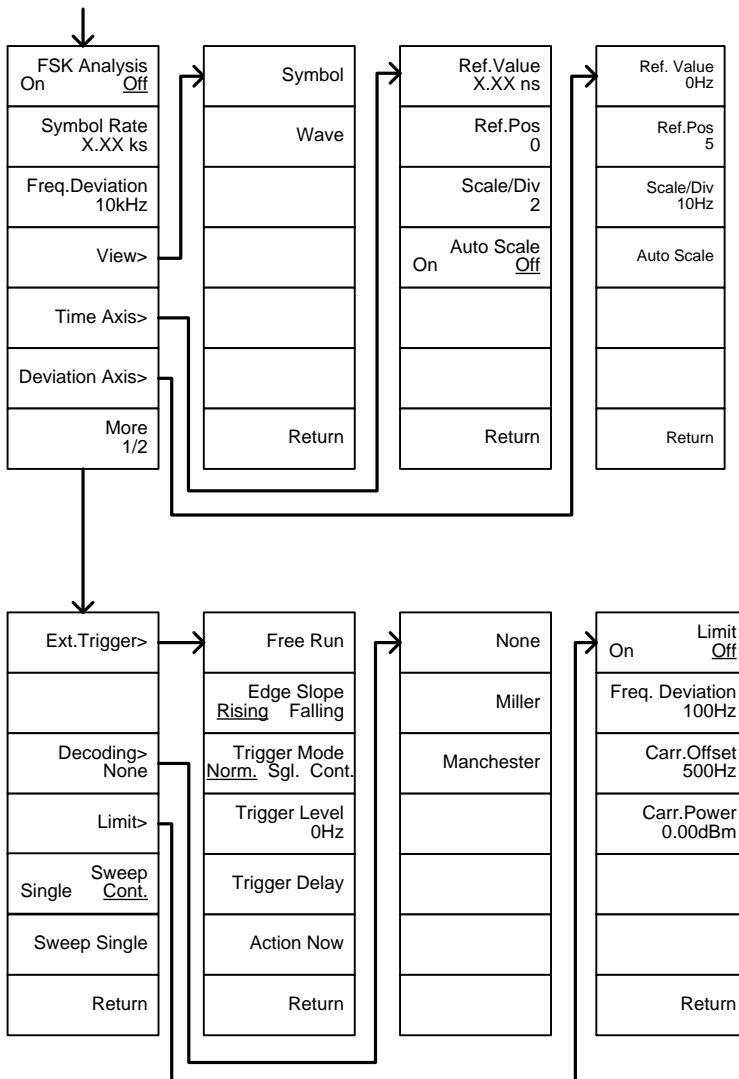 FSK Analysis
On Off
Symbol Rate
X.XX ks
Freq.Deviation
10kHz
View>
Time Axis>
Deviation Axis>
More
1/2
Symbol
Wave
Return
Ref.Value
X.XX ns
Ref.Pos
0
Scale/Div
2
Auto Scale
On Off
Return
Ref. Value
0Hz
Ref.Pos
5
Scale/Div
10Hz
Auto Scale
Return
Ext.Trigger>
Decoding>
None
Limit>
Sweep
Single Cont.
Sweep Single
Return
Free Run
Edge Slope
Rising Falling
Trigger Mode
Norm. Sgl. Cont.
Trigger Level
0Hz
Trigger Delay
Action Now
Return
None
Miller
Manchester
Limit
On Off
Freq. Deviation
100Hz
Carr.Offset
500Hz
Carr.Power
0.00dBm
Return